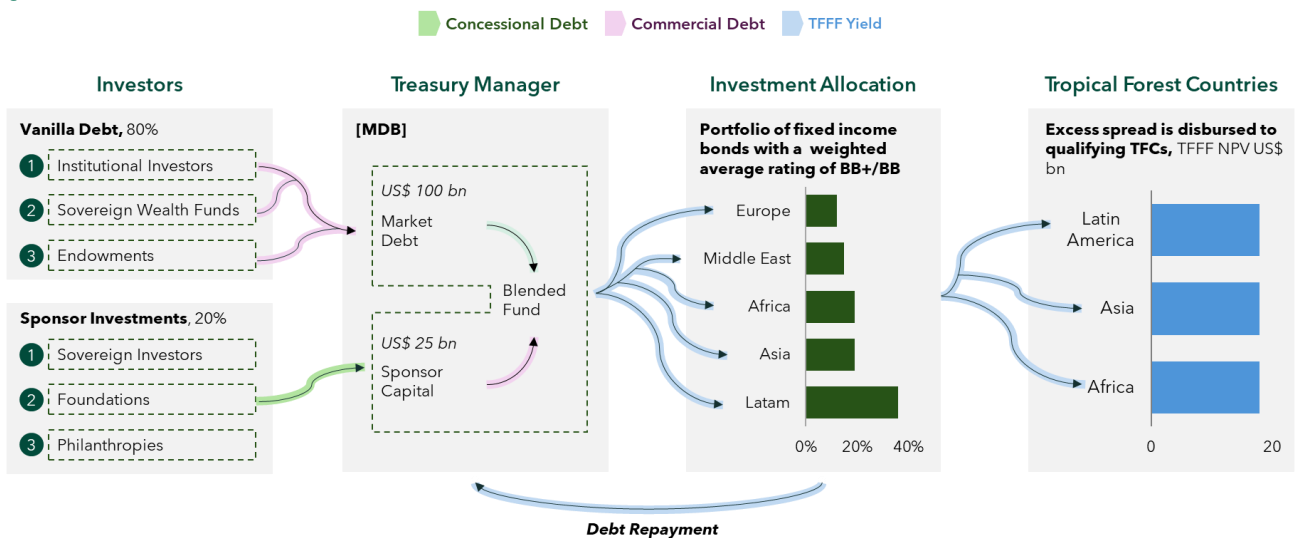 Concessional Debt
Commercial Debt
TFFF Yield
Investors
Vanilla Debt, 80%
1 Institutional Investors
2 Sovereign Wealth Funds
3 Endowments
Sponsor Investments, 20%
1 Sovereign Investors
2 Foundations
3 Philanthropies
Treasury Manager
[MDB]
US$ 100 bn
Market
Debt
Blended
Fund
US$ 25 bn
Sponsor
Capital
Investment Allocation
Portfolio of fixed income
bonds with a weighted
average rating of BB+/BB
Europe
Middle East
Africa
Asia
Latam
0% 20% 40%
Tropical Forest Countries
Excess spread is disbursed to
qualifying TFCs, TFFF NPV US$
bn
Latin
America
Asia
Africa
0 20
Debt Repayment